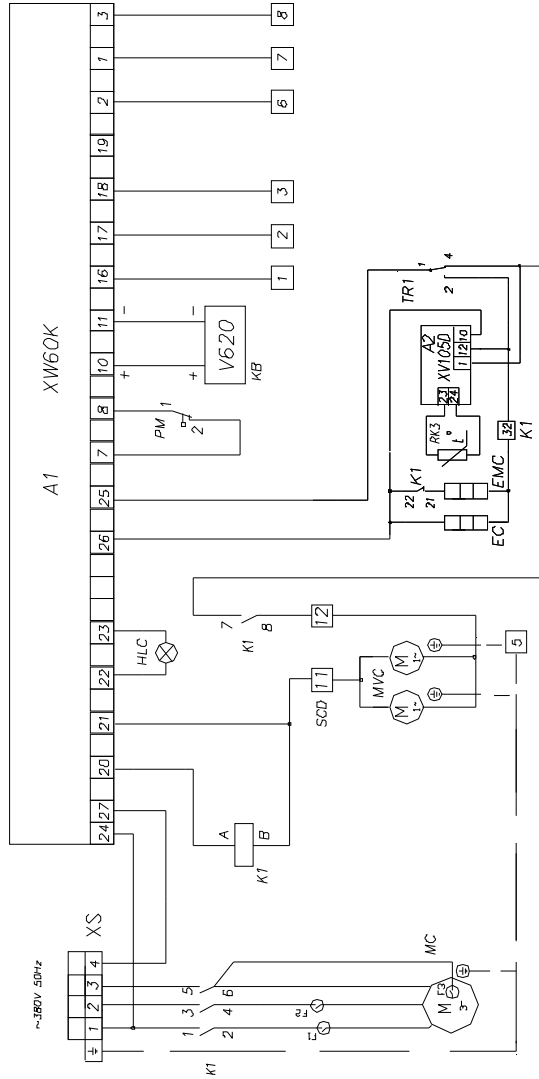 A1
XW60K
24
27
20
21
22
23
26
25
7
8
10
11
16
17
18
19
2
1
3
~380V 50Hz
XS
1
2
3
4
K1
1
2
3
4
5
6
F1
F2
F3
M
3~
MC
A
B
K1
HLC
SCD
11
12
7
8
K1
MVC
M
1~
M
1~
5
PM
1
2
+
-
+
-
V620
KB
1
2
3
6
7
8
EC
EMC
22
21
K1
32
K1
RK3
t°
23
24
A2
XV105D
1
12
10
TR1
1
2
4